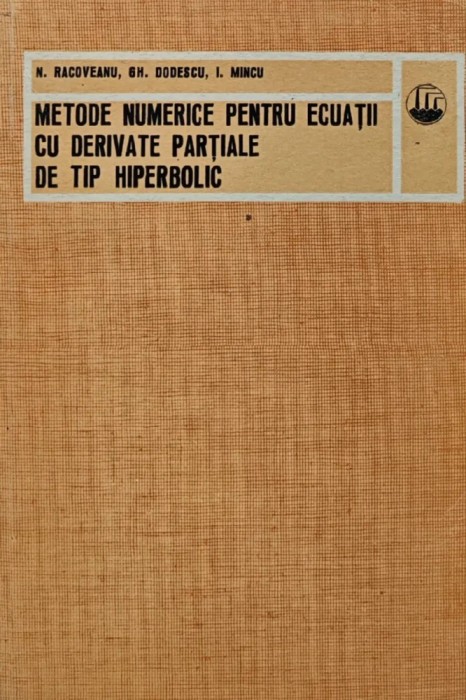 N. RACOVEANU, GH. DODESCU, I. MINCU
METODE NUMERICE PENTRU ECUAȚII
CU DERIVATE PARȚIALE
DE TIP HIPERBOLIC